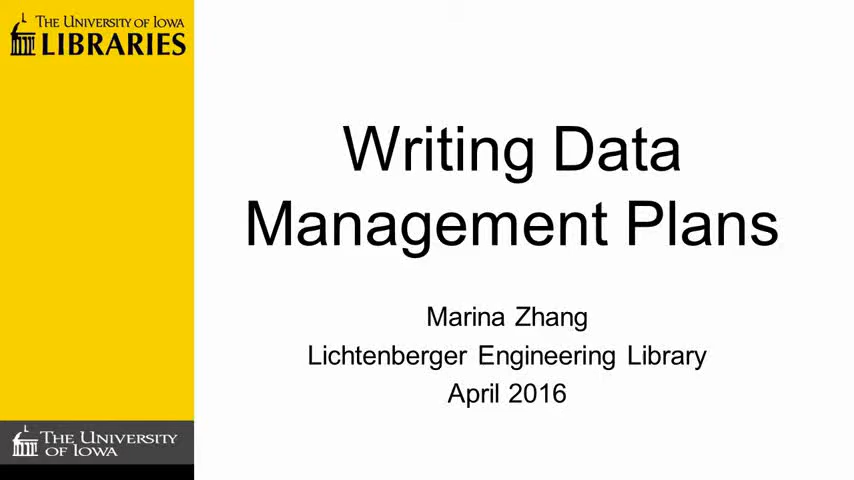 THE UNIVERSITY OF IOWA
LIBRARIES
Writing Data
Management Plans
Marina Zhang
Lichtenberger Engineering Library
April 2016
THE UNIVERSITY
OF IOWA